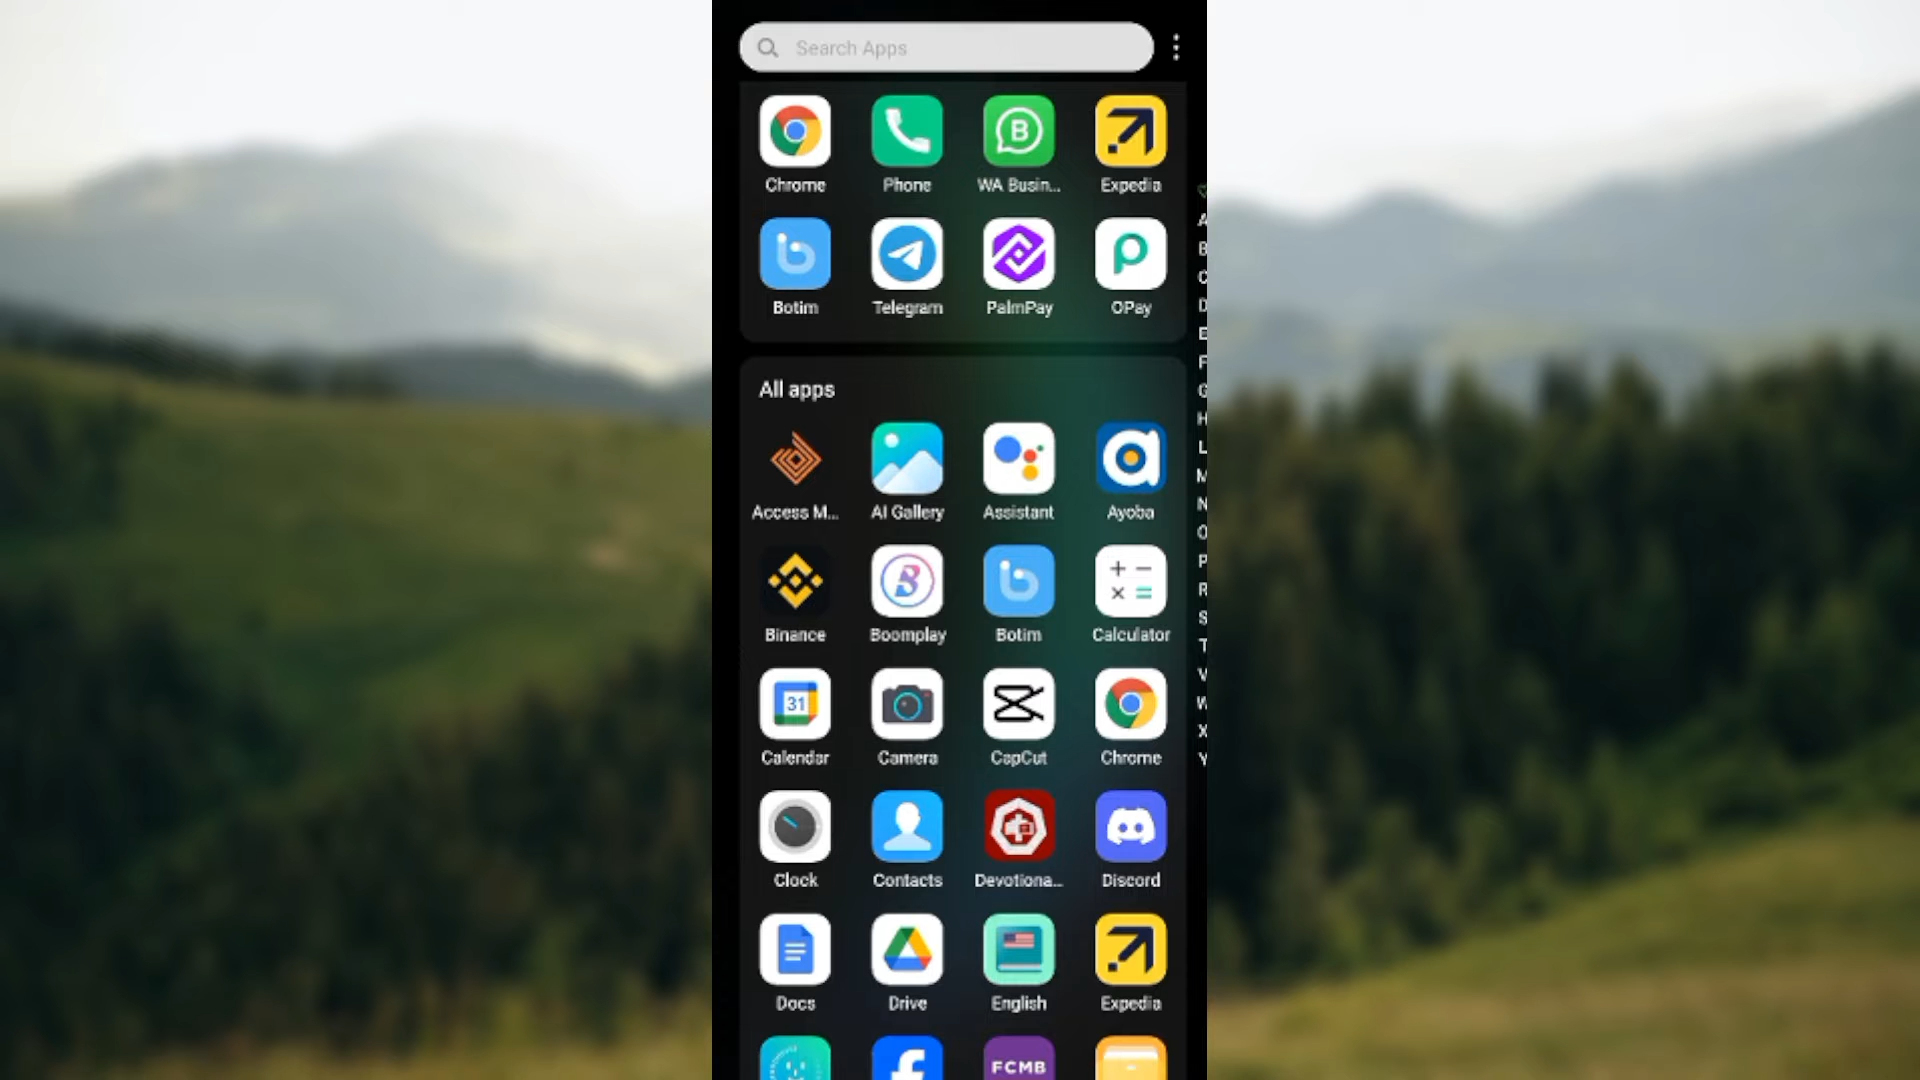 Search Apps
Chrome
Phone
WA Busin...
Expedia
Botim
Telegram
PalmPay
OPay
All apps
Access M...
AI Gallery
Assistant
Ayoba
Binance
Boomplay
Botim
Calculator
31
Calendar
Camera
CapCut
Chrome
Clock
Contacts
Devotiona...
Discord
Docs
Drive
English
Expedia
FCMB
A
B
C
D
E
F
G
H
L
M
N
O
P
R
S
T
V
W
X
Y